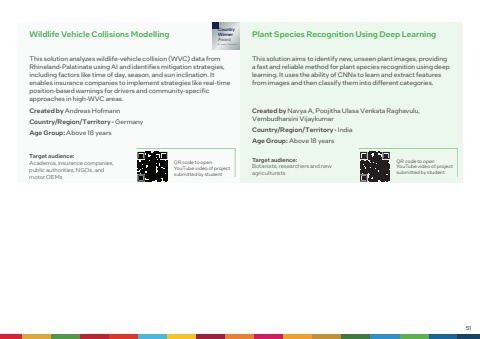 Wildlife Vehicle Collisions Modelling
Country
Winner
Award
This solution analyzes wildlife-vehicle collision (WVC) data from
Rhineland-Palatinate using AI and identifies mitigation strategies,
including factors like time of day, season, and sun inclination. It
enables insurance companies to implement strategies like real-time
position-based warnings for drivers and community-specific
approaches in high-WVC areas.
Created by Andreas Hofmann
Country/Region/Territory - Germany
Age Group: Above 18 years
Target audience:
Academia, insurance companies,
public authorities, NGOs, and
motor OEMs
QR code to open
YouTube video of project
submitted by student
Plant Species Recognition Using Deep Learning
This solution aims to identify new, unseen plant images, providing
a fast and reliable method for plant species recognition using deep
learning. It uses the ability of CNNs to learn and extract features
from images and then classify them into different categories.
Created by Navya A, Poojitha Ulasa Venkata Raghavulu,
Vembudharsini Vijaykumar
Country/Region/Territory - India
Age Group: Above 18 years
Target audience:
Botanists, researchers and new
agriculturists
QR code to open
YouTube video of project
submitted by student
51